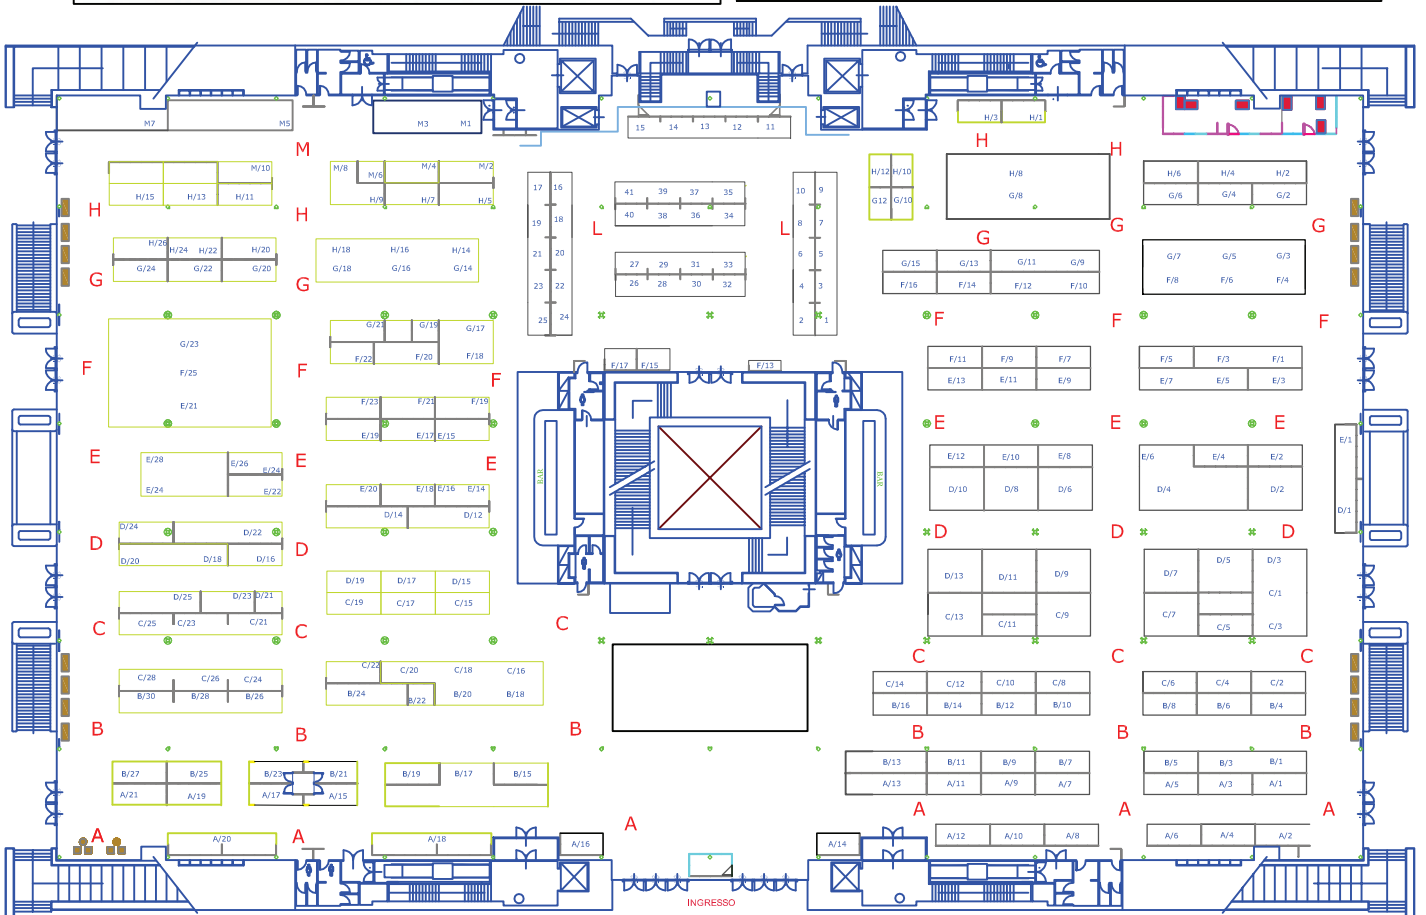 M7 M5 M3 M1
15 14 13 12 11
H/3 H/1
M H H
M/10 M/8 M/6 M/4 M/2
H/15 H/13 H/11 H/9 H/7 H/5
17 16
19 18
21 20
23 22
25 24
41 39 37 35
40 38 36 34
27 29 31 33
26 28 30 32
10 9
8 7
6 5
4 3
2 1
H/12 H/10
G12 G/10
H/8
G/8
H/6 H/4 H/2
G/6 G/4 G/2
H H L L G G G
H/26 H/24 H/22 H/20
G/24 G/22 G/20
H/18 H/16 H/14
G/18 G/16 G/14
G/15 G/13 G/11 G/9
F/16 F/14 F/12 F/10
G/7 G/5 G/3
F/8 F/6 F/4
G G F F F
G/23
F/25
E/21
G/21 G/19 G/17
F/22 F/20 F/18
F/17 F/15 F/13
F/11 F/9 F/7
E/13 E/11 E/9
F/5 F/3 F/1
E/7 E/5 E/3
F F F
F/23 F/21 F/19
E/19 E/17 E/15
E E E
E/1
D/1
E/28 E/26 E/24
E/24 E/22
E E E
BAR BAR
E/12 E/10 E/8
D/10 D/8 D/6
E/6 E/4 E/2
D/4 D/2
E/20 E/18 E/16 E/14
D/14 D/12
D/24 D/22
D/20 D/18 D/16
D D D D D
D/19 D/17 D/15
C/19 C/17 C/15
D/13 D/11 D/9
C/13 C/11 C/9
D/7 D/5 D/3
C/7 C/5 C/1
C/3
D/25 D/23 D/21
C/25 C/23 C/21
C C C C C C
C/28 C/26 C/24
B/30 B/28 B/26
C/22 C/20 C/18 C/16
B/24 B/22 B/20 B/18
C/14 C/12 C/10 C/8
B/16 B/14 B/12 B/10
C/6 C/4 C/2
B/8 B/6 B/4
B B B B B B
B/27 B/25 B/23 B/21 B/19 B/17 B/15
A/21 A/19 A/17 A/15
B/13 B/11 B/9 B/7
A/13 A/11 A/9 A/7
B/5 B/3 B/1
A/5 A/3 A/1
A A A A A A
A/20 A/18 A/16 A/14
A/12 A/10 A/8
A/6 A/4 A/2
INGRESSO